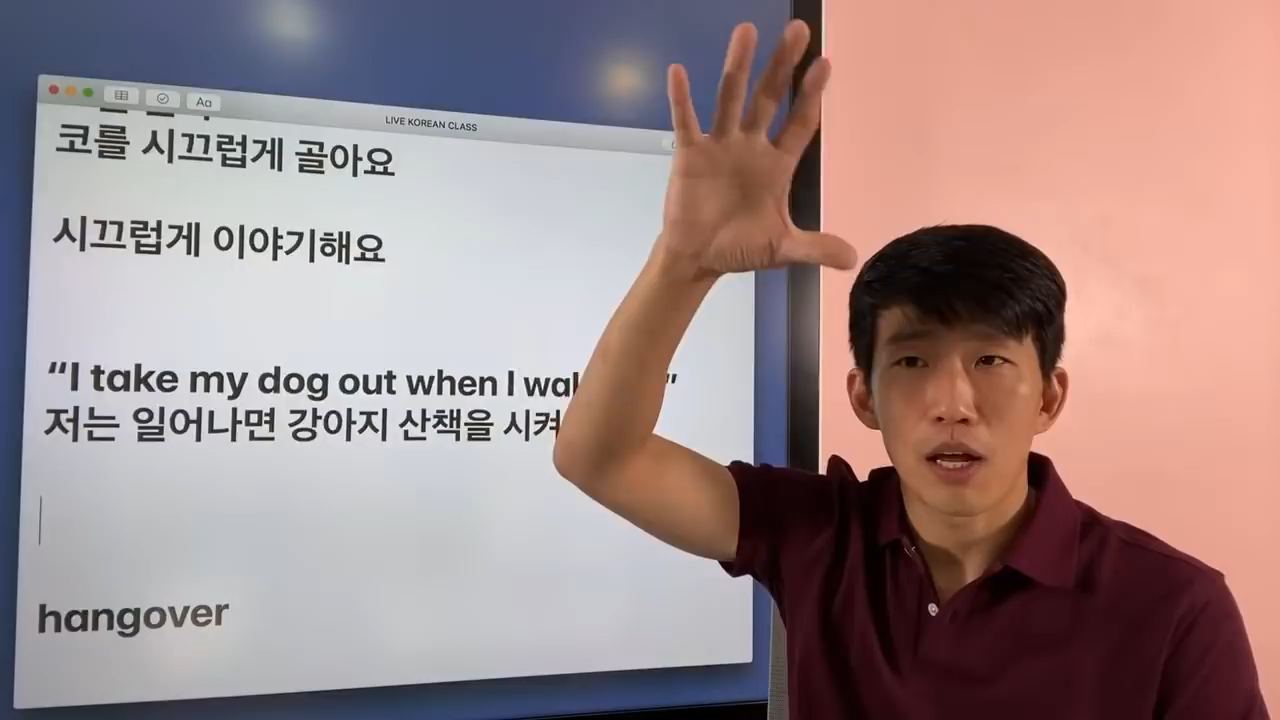 Aa
LIVE KOREAN CLASS
코를 시끄럽게 골아요
시끄럽게 이야기해요
“I take my dog out when I
저는 일어나면 강아지 산책을 시켜
hangover